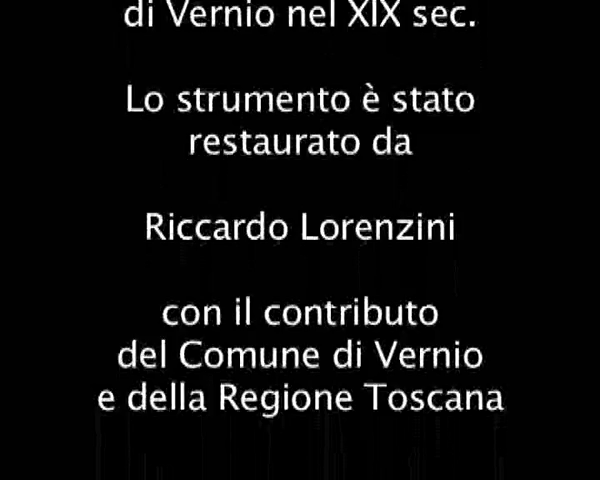 di Vernio nel XIX sec.
Lo strumento è stato
restaurato da
Riccardo Lorenzini
con il contributo
del Comune di Vernio
e della Regione Toscana